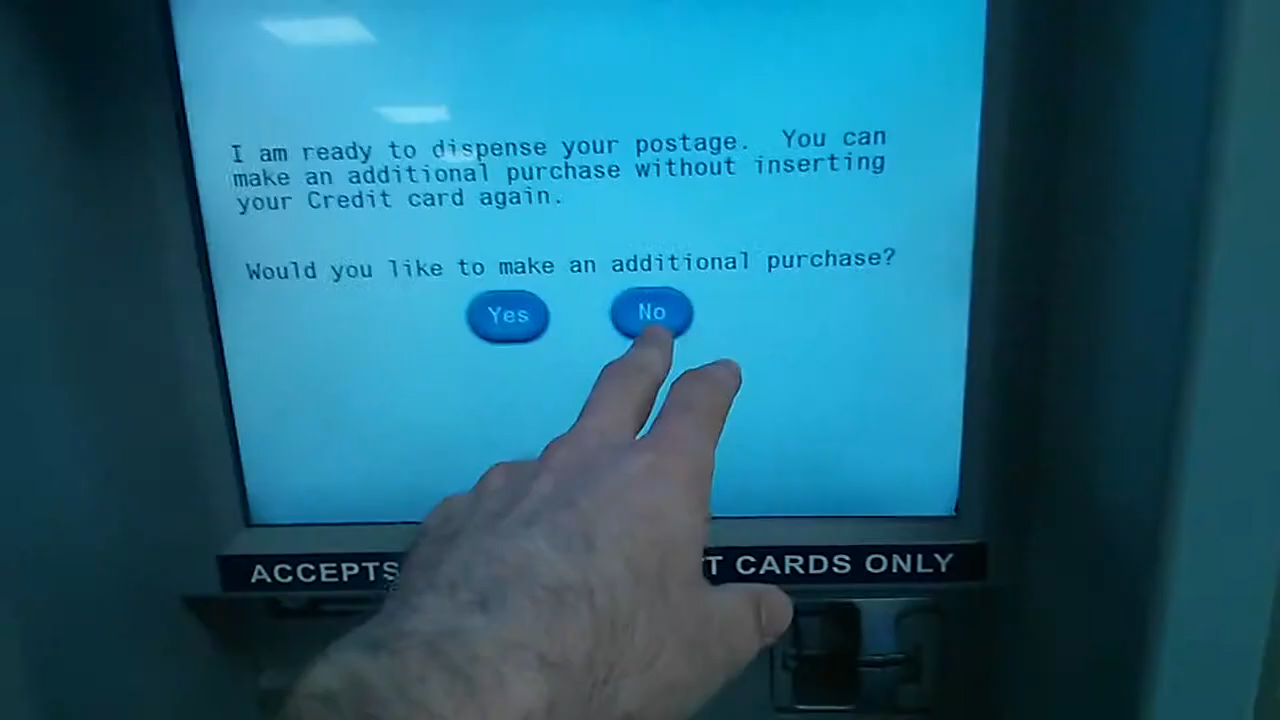 I am ready to dispense your postage. You can
make an additional purchase without inserting
your Credit card again.
Would you like to make an additional purchase?
Yes No
ACCEPTS T CARDS ONLY